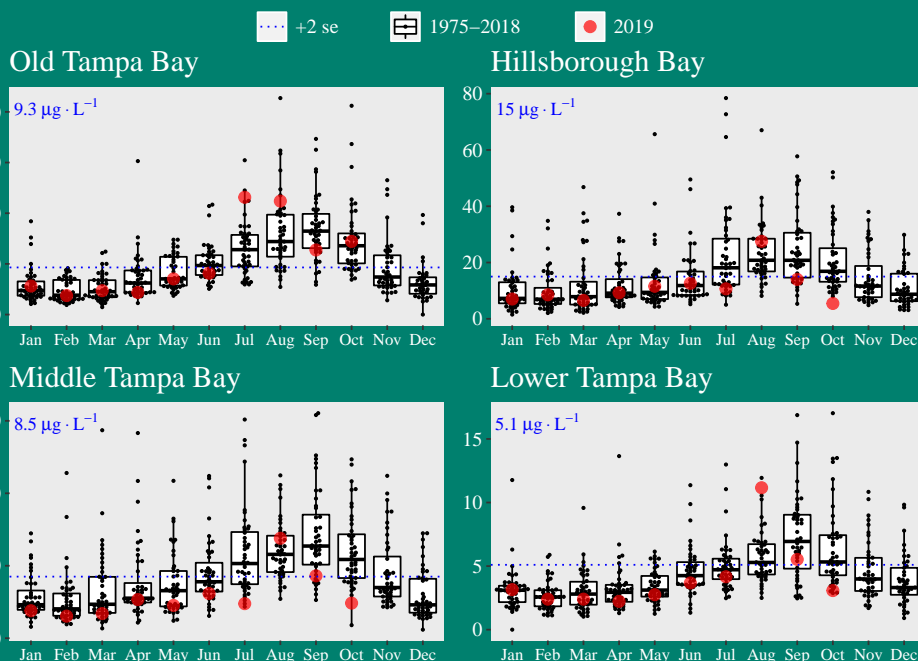 +2 se 1975−2018 2019
Old Tampa Bay
9.3 μg · L−1
Jan Feb Mar Apr May Jun Jul Aug Sep Oct Nov Dec
Hillsborough Bay
80
15 μg · L−1
60
40
20
0
Jan Feb Mar Apr May Jun Jul Aug Sep Oct Nov Dec
Middle Tampa Bay
8.5 μg · L−1
Jan Feb Mar Apr May Jun Jul Aug Sep Oct Nov Dec
Lower Tampa Bay
5.1 μg · L−1
15
10
5
0
Jan Feb Mar Apr May Jun Jul Aug Sep Oct Nov Dec